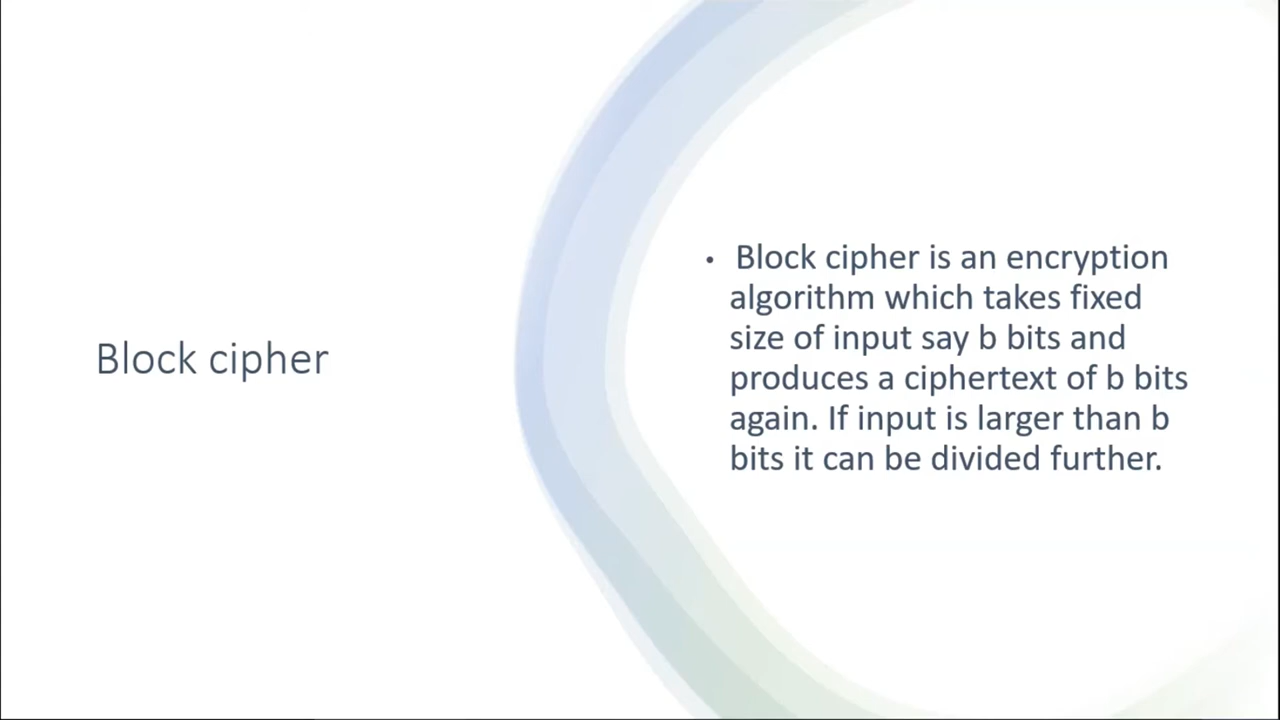 Block cipher
• Block cipher is an encryption
algorithm which takes fixed
size of input say b bits and
produces a ciphertext of b bits
again. If input is larger than b
bits it can be divided further.